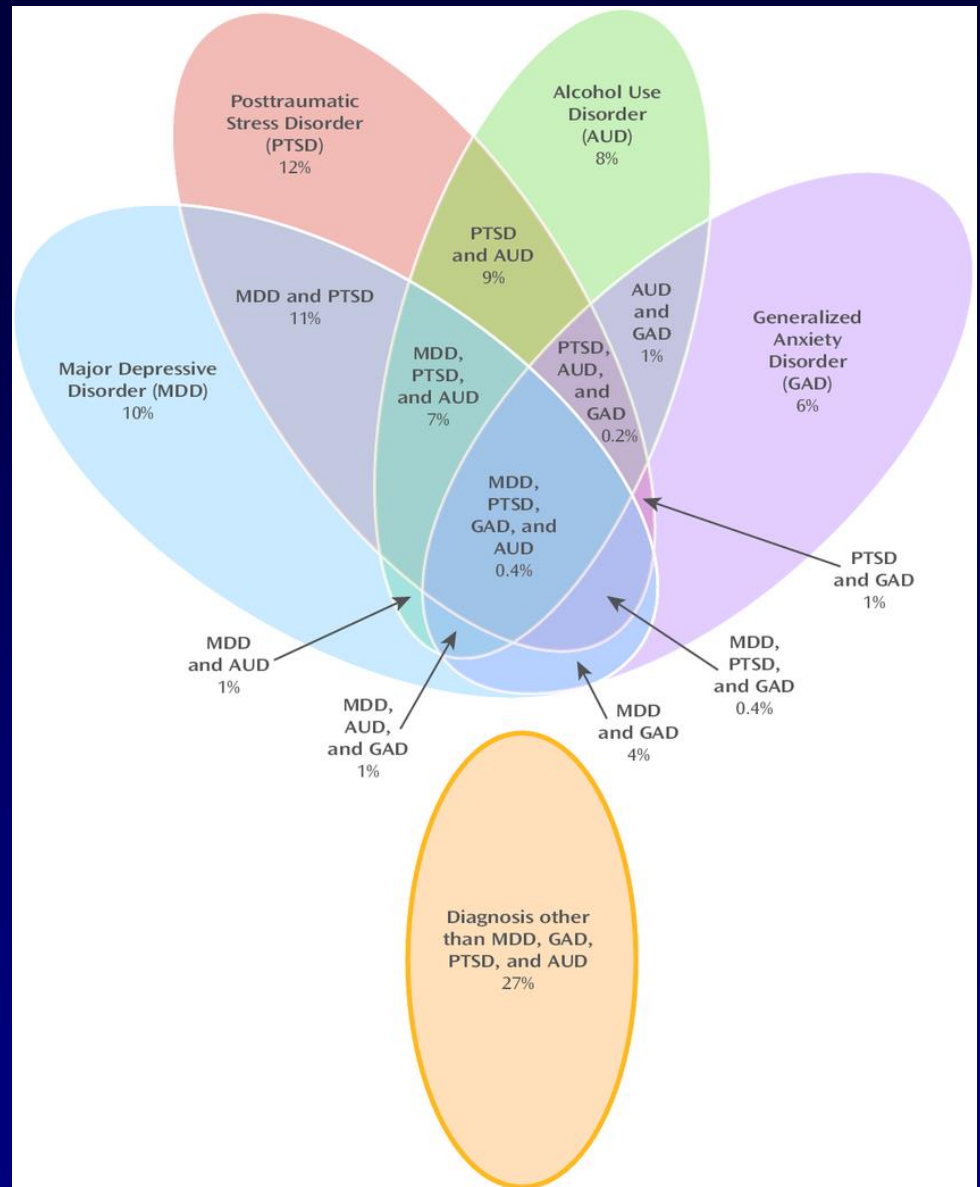 Posttraumatic
Stress Disorder
(PTSD)
12%
Alcohol Use
Disorder
(AUD)
8%
PTSD
and AUD
9%
MDD and PTSD
11%
AUD
and
GAD
1%
Generalized
Anxiety
Disorder
(GAD)
6%
Major Depressive
Disorder (MDD)
10%
MDD,
PTSD,
and AUD
7%
PTSD,
AUD,
and
GAD
0.2%
MDD,
PTSD,
GAD, and
AUD
0.4%
PTSD
and GAD
1%
MDD
and AUD
1%
MDD,
AUD,
and GAD
1%
MDD
and GAD
4%
MDD,
PTSD,
and GAD
0.4%
Diagnosis other
than MDD, GAD,
PTSD, and AUD
27%